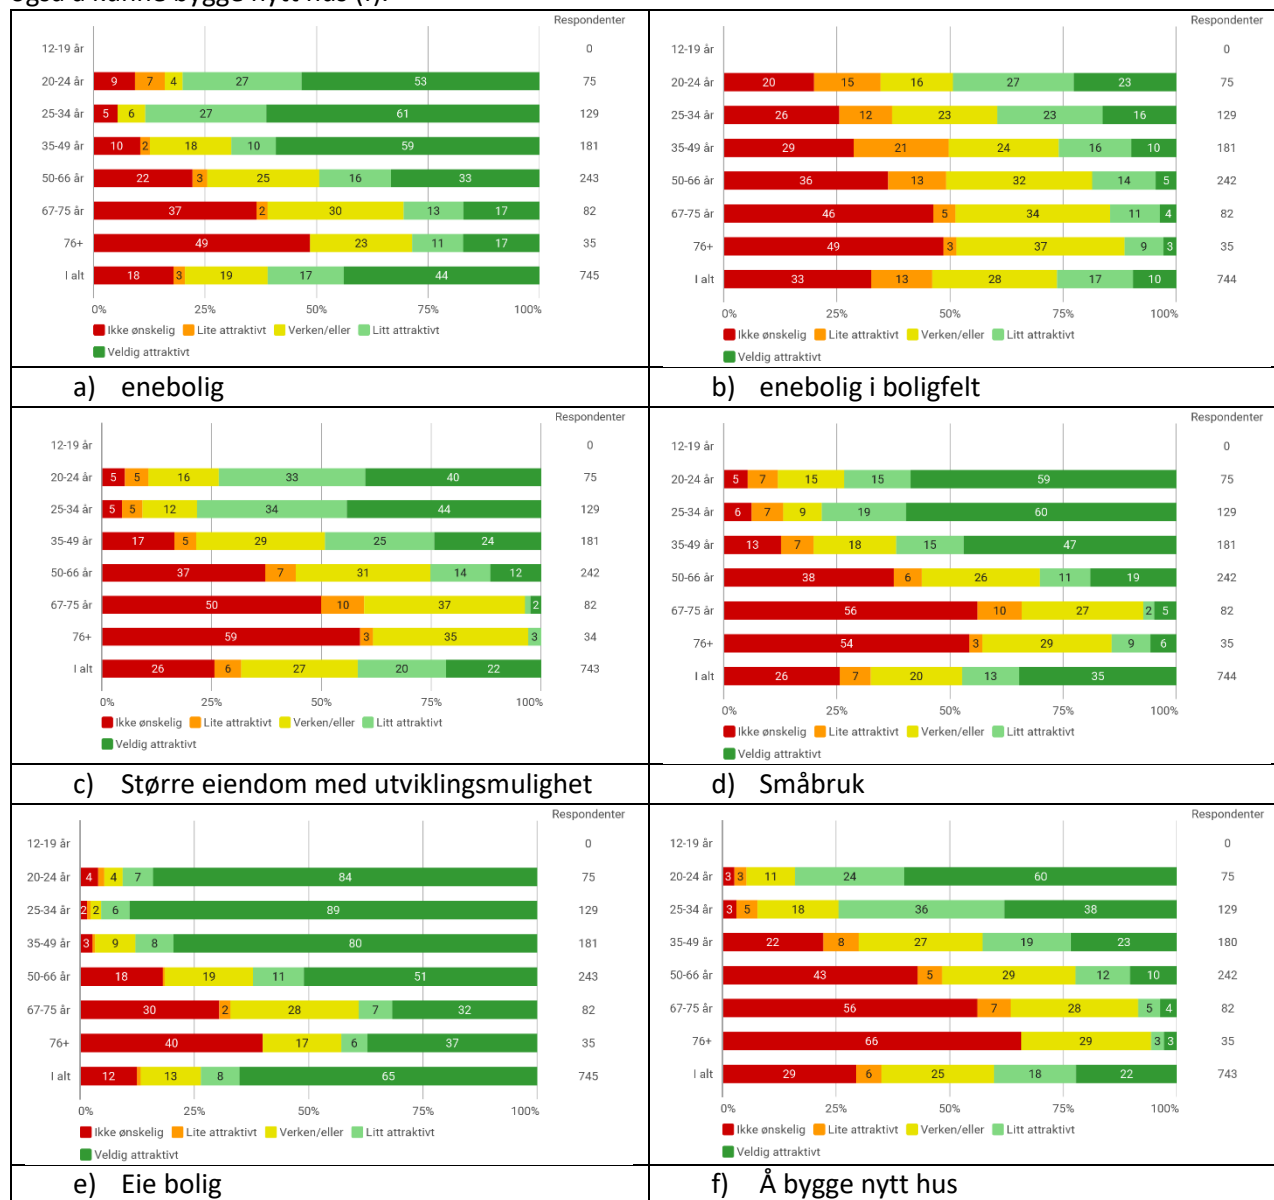 også å kunne bygge nytt hus (f).
Respondenter
12-19 år 0
20-24 år 9 7 4 27 53 75
25-34 år 5 6 27 61 129
35-49 år 10 2 18 10 59 181
50-66 år 22 3 25 16 33 243
67-75 år 37 2 30 13 17 82
76+ 49 23 11 17 35
I alt 18 3 19 17 44 745
0% 25% 50% 75% 100%
Ikke ønskelig Lite attraktivt Verken/eller Litt attraktivt
Veldig attraktivt
a) enebolig
Respondenter
12-19 år 0
20-24 år 20 15 16 27 23 75
25-34 år 26 12 23 23 16 129
35-49 år 29 21 24 16 10 181
50-66 år 36 13 32 14 5 242
67-75 år 46 5 34 11 4 82
76+ 49 3 37 9 3 35
I alt 33 13 28 17 10 744
0% 25% 50% 75% 100%
Ikke ønskelig Lite attraktivt Verken/eller Litt attraktivt
Veldig attraktivt
b) enebolig i boligfelt
Respondenter
12-19 år 0
20-24 år 5 5 16 33 40 75
25-34 år 5 5 12 34 44 129
35-49 år 17 5 29 25 24 181
50-66 år 37 7 31 14 12 242
67-75 år 50 10 37 2 82
76+ 59 3 35 3 34
I alt 26 6 27 20 22 743
0% 25% 50% 75% 100%
Ikke ønskelig Lite attraktivt Verken/eller Litt attraktivt
Veldig attraktivt
c) Større eiendom med utviklingsmulighet
Respondenter
12-19 år 0
20-24 år 5 7 15 15 59 75
25-34 år 6 7 9 19 60 129
35-49 år 13 7 18 15 47 181
50-66 år 38 6 26 11 19 242
67-75 år 56 10 27 2 5 82
76+ 54 3 29 9 6 35
I alt 26 7 20 13 35 744
0% 25% 50% 75% 100%
Ikke ønskelig Lite attraktivt Verken/eller Litt attraktivt
Veldig attraktivt
d) Småbruk
Respondenter
12-19 år 0
20-24 år 4 4 7 84 75
25-34 år 2 2 6 89 129
35-49 år 3 9 8 80 181
50-66 år 18 19 11 51 243
67-75 år 30 2 28 7 32 82
76+ 40 17 6 37 35
I alt 12 13 8 65 745
0% 25% 50% 75% 100%
Ikke ønskelig Lite attraktivt Verken/eller Litt attraktivt
Veldig attraktivt
e) Eie bolig
Respondenter
12-19 år 0
20-24 år 3 3 11 24 60 75
25-34 år 3 5 18 36 38 129
35-49 år 22 8 27 19 23 180
50-66 år 43 5 29 12 10 242
67-75 år 56 7 28 5 4 82
76+ 66 29 3 3 35
I alt 29 6 25 18 22 743
0% 25% 50% 75% 100%
Ikke ønskelig Lite attraktivt Verken/eller Litt attraktivt
Veldig attraktivt
f) Å bygge nytt hus